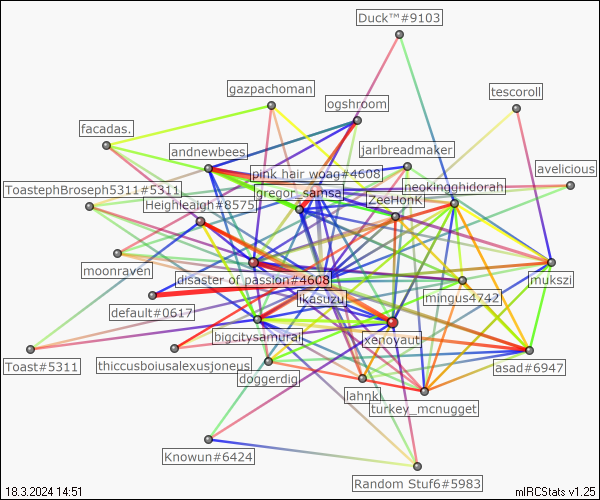 Duck™#9103
gazpachoman
tescoroll
ogshroom
facadas.
andnewbees
jarlbreadmaker
avelicious
pink hair woag#4608
ToastephBroseph5311#5311
gregor_samsa
neokingghidorah
Heighleaigh#8575
ZeeHonK
moonraven
disaster of passion#4608
mukszi
default#0617
ikasuzu
mingus4742
bigcitysamurai
xenoyaut
Toast#5311
thiccusboiusalexusjoneus
asad#6947
doggerdig
lahnk
turkey_mcnugget
Knowun#6424
Random Stuf6#5983
18.3.2024 14:51
mIRCStats v1.25